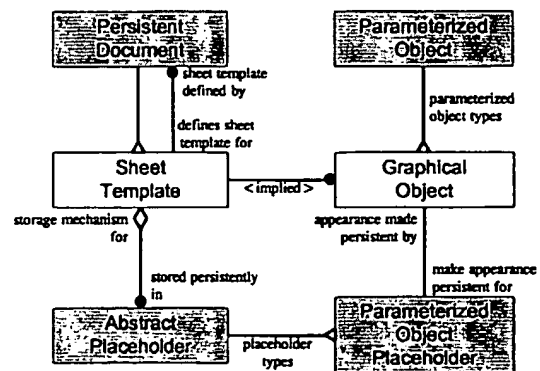 Persistent
Document
Parameterized
Object
sheet template
defined by
parameterized
object types
defines sheet
template for
Sheet
Template
<implied>
Graphical
Object
storage mechanism
for
appearance made
persistent by
stored persistently
in
make appearance
persistent for
Abstract
Placeholder
placeholder
types
Parameterized
Object
Placeholder